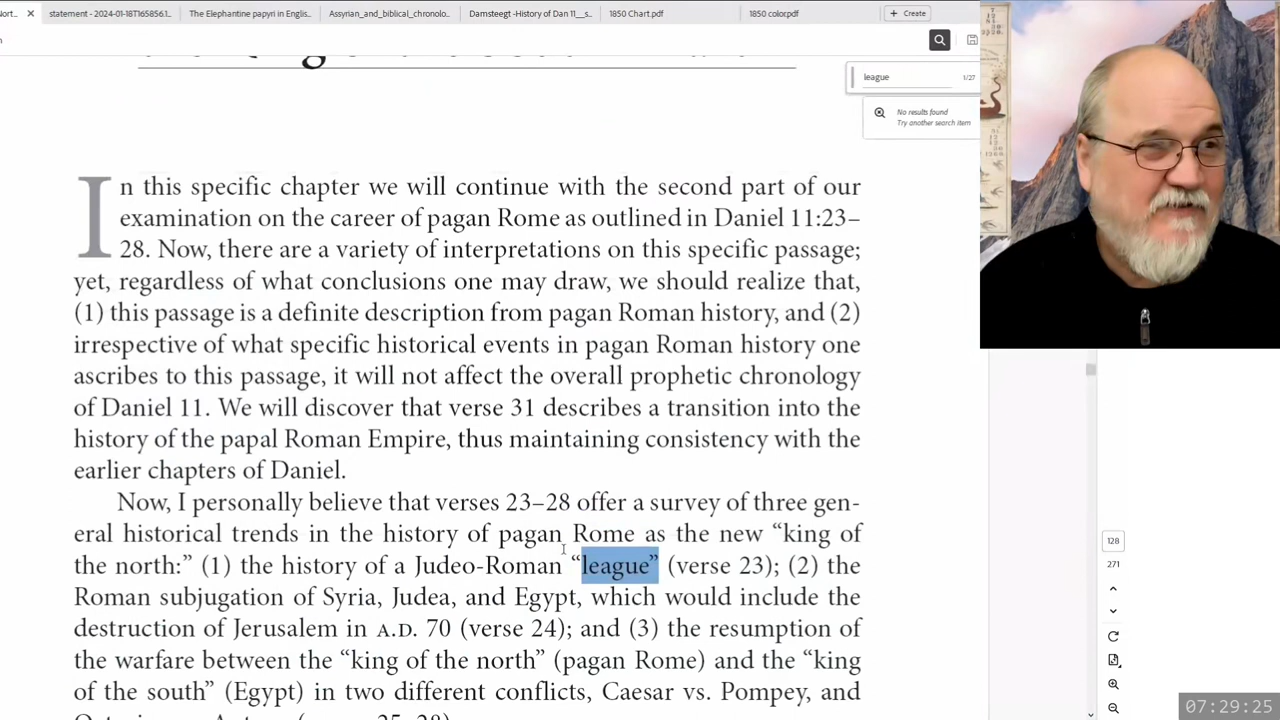 Nort...
statement - 2024-01-18T165856.1...
The Elephantine papyri in Englis...
Assyrian_and_biblical_chronolo...
Damsteegt -History of Dan 11__s...
1850 Chart.pdf
1850 color.pdf
+ Create
league
1/27
No results found
Try another search item
In this specific chapter we will continue with the second part of our
examination on the career of pagan Rome as outlined in Daniel 11:23–
28. Now, there are a variety of interpretations on this specific passage;
yet, regardless of what conclusions one may draw, we should realize that,
(1) this passage is a definite description from pagan Roman history, and (2)
irrespective of what specific historical events in pagan Roman history one
ascribes to this passage, it will not affect the overall prophetic chronology
of Daniel 11. We will discover that verse 31 describes a transition into the
history of the papal Roman Empire, thus maintaining consistency with the
earlier chapters of Daniel.
Now, I personally believe that verses 23–28 offer a survey of three gen-
eral historical trends in the history of pagan Rome as the new “king of
the north:” (1) the history of a Judeo-Roman “league” (verse 23); (2) the
Roman subjugation of Syria, Judea, and Egypt, which would include the
destruction of Jerusalem in A.D. 70 (verse 24); and (3) the resumption of
the warfare between the “king of the north” (pagan Rome) and the “king
of the south” (Egypt) in two different conflicts, Caesar vs. Pompey, and
128
271
07:29:25